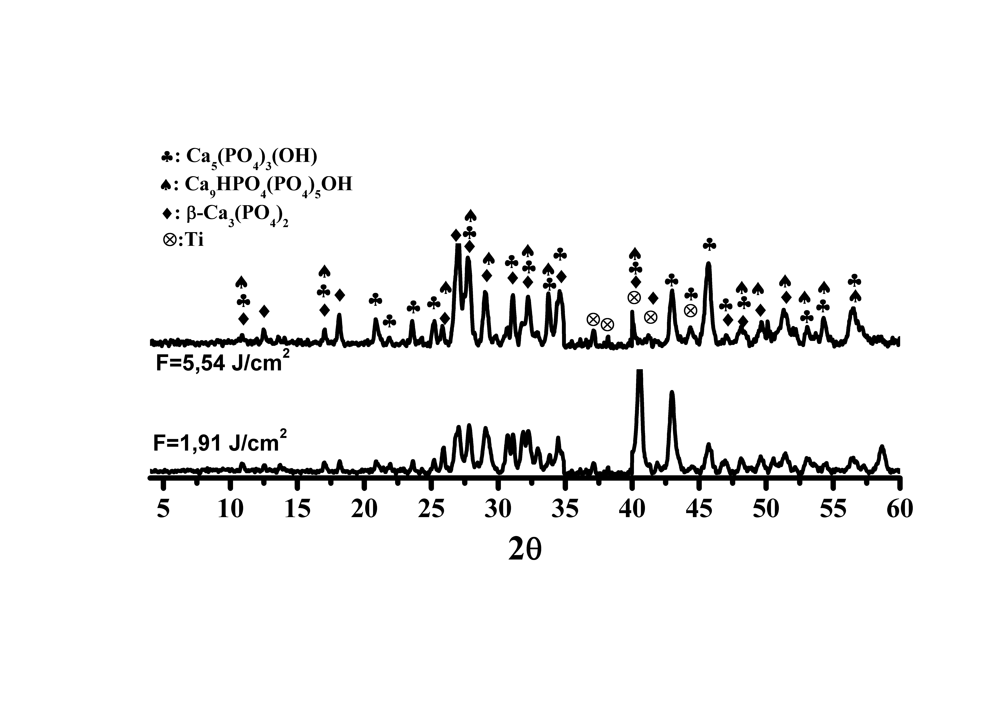 ♣: Ca5(PO4)3(OH)
♠: Ca9HPO4(PO4)5OH
♦: β-Ca3(PO4)2
⊗:Ti
F=5,54 J/cm2
F=1,91 J/cm2
5 10 15 20 25 30 35 40 45 50 55 60
2θ